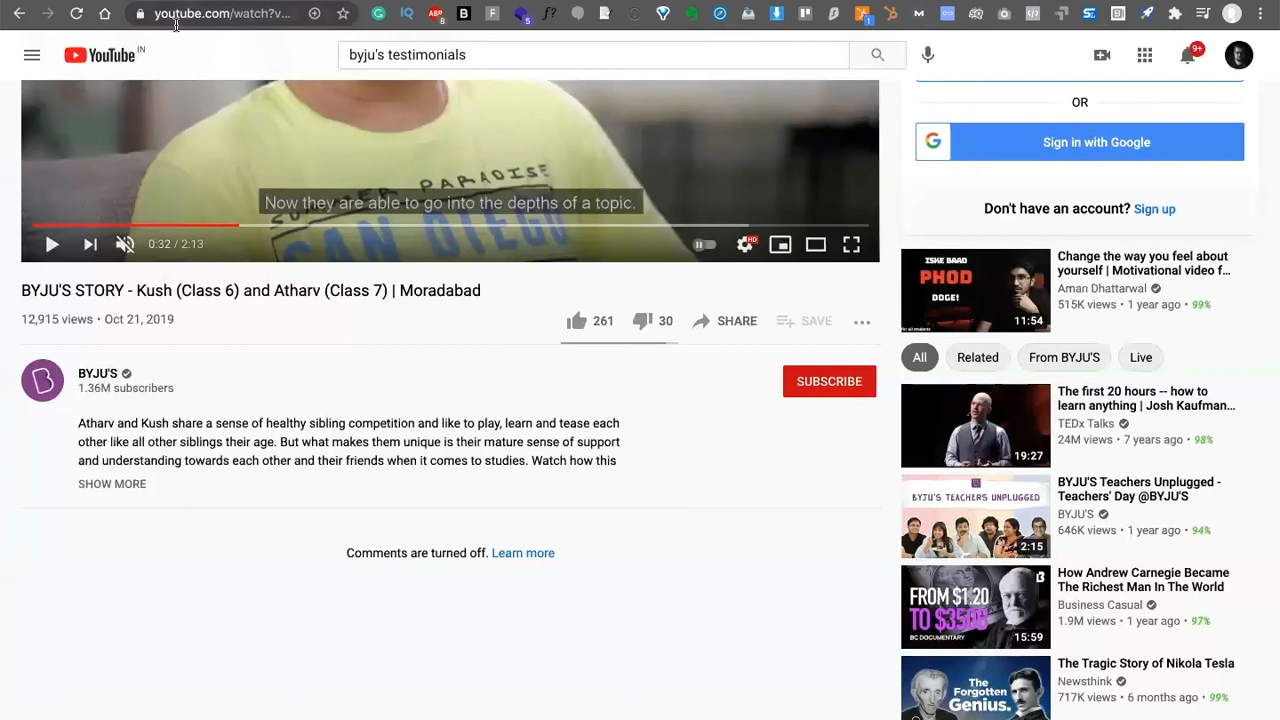 youtube.com/watch?v...
YouTube IN
byju's testimonials
9+
SUMMER PARADISE
Now they are able to go into the depths of a topic.
SAN DIEGO
0:32 / 2:13
HD
BYJU'S STORY - Kush (Class 6) and Atharv (Class 7) | Moradabad
12,915 views • Oct 21, 2019
261
30
SHARE
SAVE
BYJU'S
1.36M subscribers
SUBSCRIBE
Atharv and Kush share a sense of healthy sibling competition and like to play, learn and tease each
other like all other siblings their age. But what makes them unique is their mature sense of support
and understanding towards each other and their friends when it comes to studies. Watch how this
SHOW MORE
Comments are turned off. Learn more
OR
Sign in with Google
Don't have an account? Sign up
ISKE BAAD
PHOD
DOGE!
11:54
Change the way you feel about
yourself | Motivational video f...
Aman Dhattarwal
515K views • 1 year ago • 99%
All
Related
From BYJU'S
Live
19:27
The first 20 hours -- how to
learn anything | Josh Kaufman...
TEDx Talks
24M views • 7 years ago • 98%
BYJU'S TEACHERS UNPLUGGED
2:15
BYJU'S Teachers Unplugged -
Teachers' Day @BYJU'S
BYJU'S
646K views • 1 year ago • 94%
FROM $1.20
TO $350B
BC DOCUMENTARY
15:59
How Andrew Carnegie Became
The Richest Man In The World
Business Casual
1.9M views • 1 year ago • 97%
The
Forgotten
Genius.
The Tragic Story of Nikola Tesla
Newsthink
717K views • 6 months ago • 99%